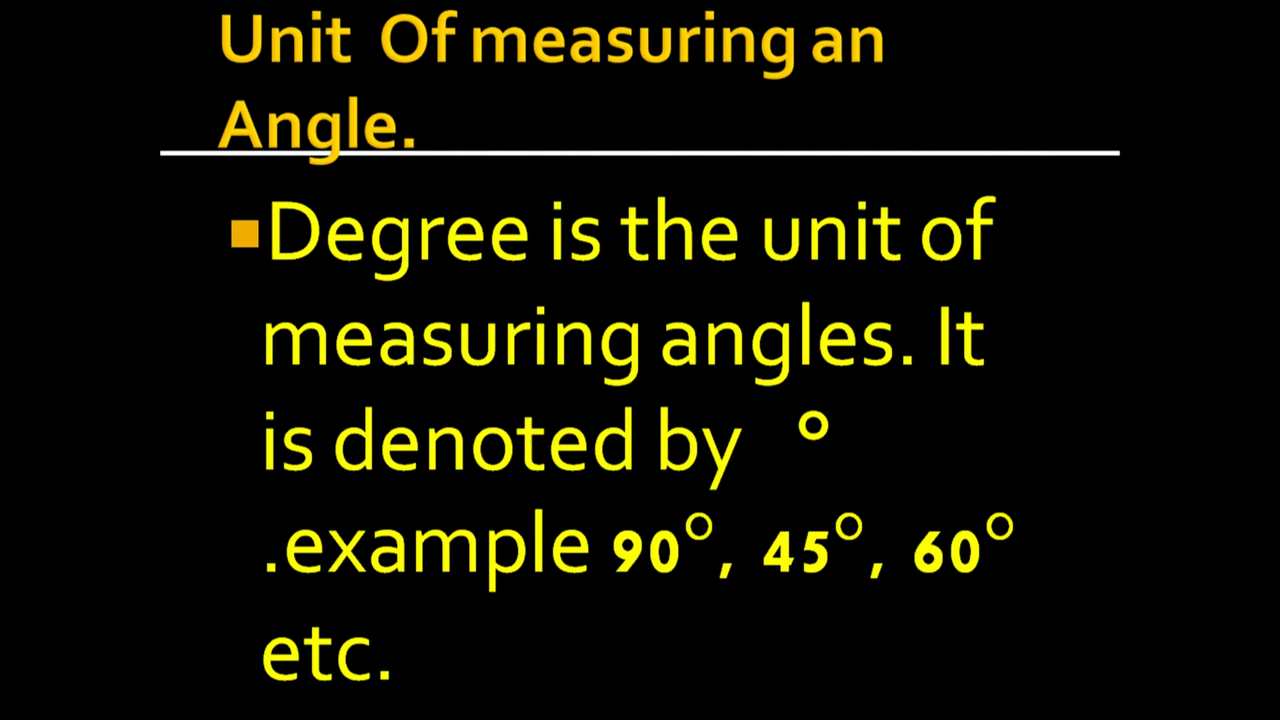 Unit Of measuring an
Angle.
Degree is the unit of
measuring angles. It
is denoted by °
.example 90°, 45°, 60°
etc.